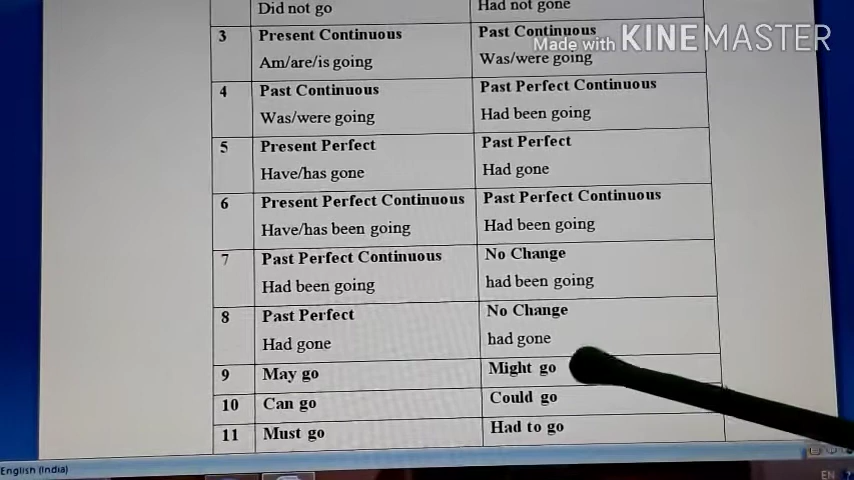 Did not go
Had not gone
3
Present Continuous
Past Continuous
Made with KINEMASTER
Am/are/is going
Was/were going
4
Past Continuous
Past Perfect Continuous
Was/were going
Had been going
5
Present Perfect
Past Perfect
Have/has gone
Had gone
6
Present Perfect Continuous
Past Perfect Continuous
Have/has been going
Had been going
7
Past Perfect Continuous
No Change
Had been going
had been going
8
Past Perfect
No Change
Had gone
had gone
9
May go
Might go
10
Can go
Could go
11
Must go
Had to go
English (India)
EN